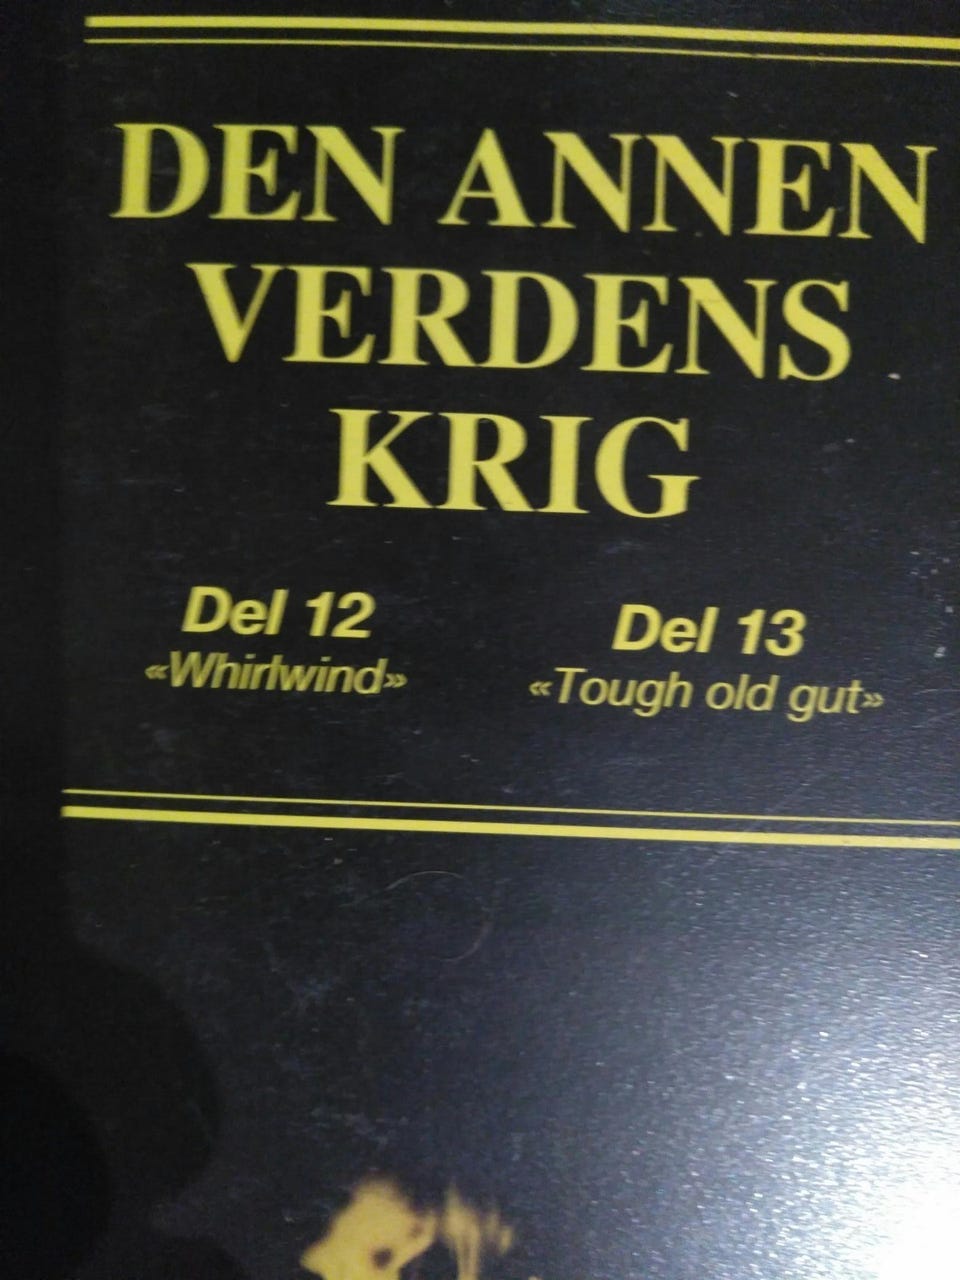 DEN ANNEN
VERDENS
KRIG
Del 12
«Whirlwind»
Del 13
«Tough old gut»